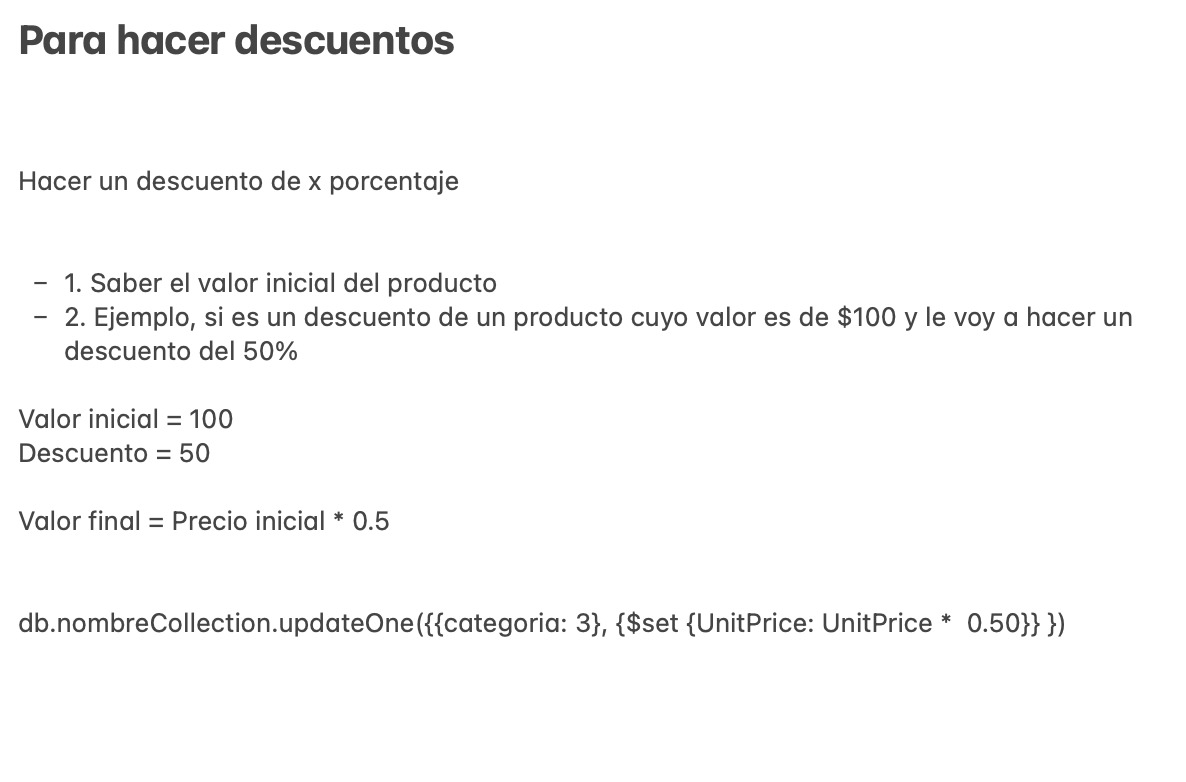 Para hacer descuentos
Hacer un descuento de x porcentaje
– 1. Saber el valor inicial del producto
– 2. Ejemplo, si es un descuento de un producto cuyo valor es de $100 y le voy a hacer un
descuento del 50%
Valor inicial = 100
Descuento = 50
Valor final = Precio inicial * 0.5
db.nombreCollection.updateOne({{categoria: 3}, {$set {UnitPrice: UnitPrice *  0.50}} })